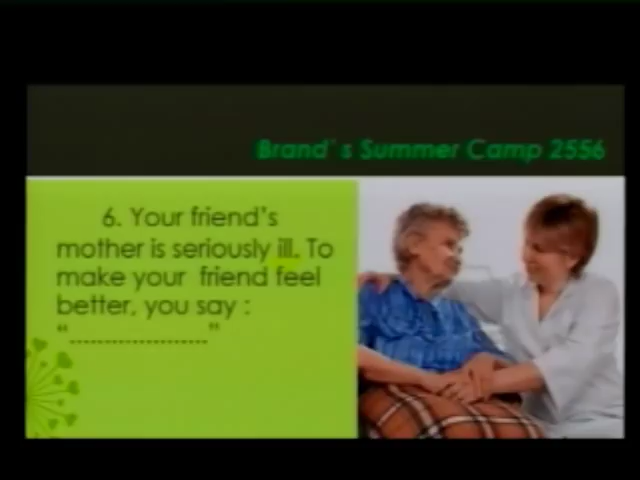 Brand's Summer Camp 2556
6. Your friend's
mother is seriously ill. To
make your friend feel
better, you say :
"....................."